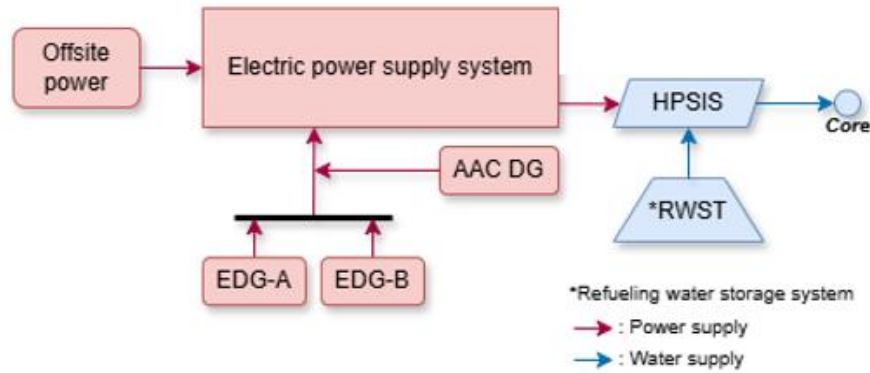 Offsite
power
Electric power supply system
HPSIS
Core
AAC DG
*RWST
EDG-A
EDG-B
*Refueling water storage system
: Power supply
: Water supply